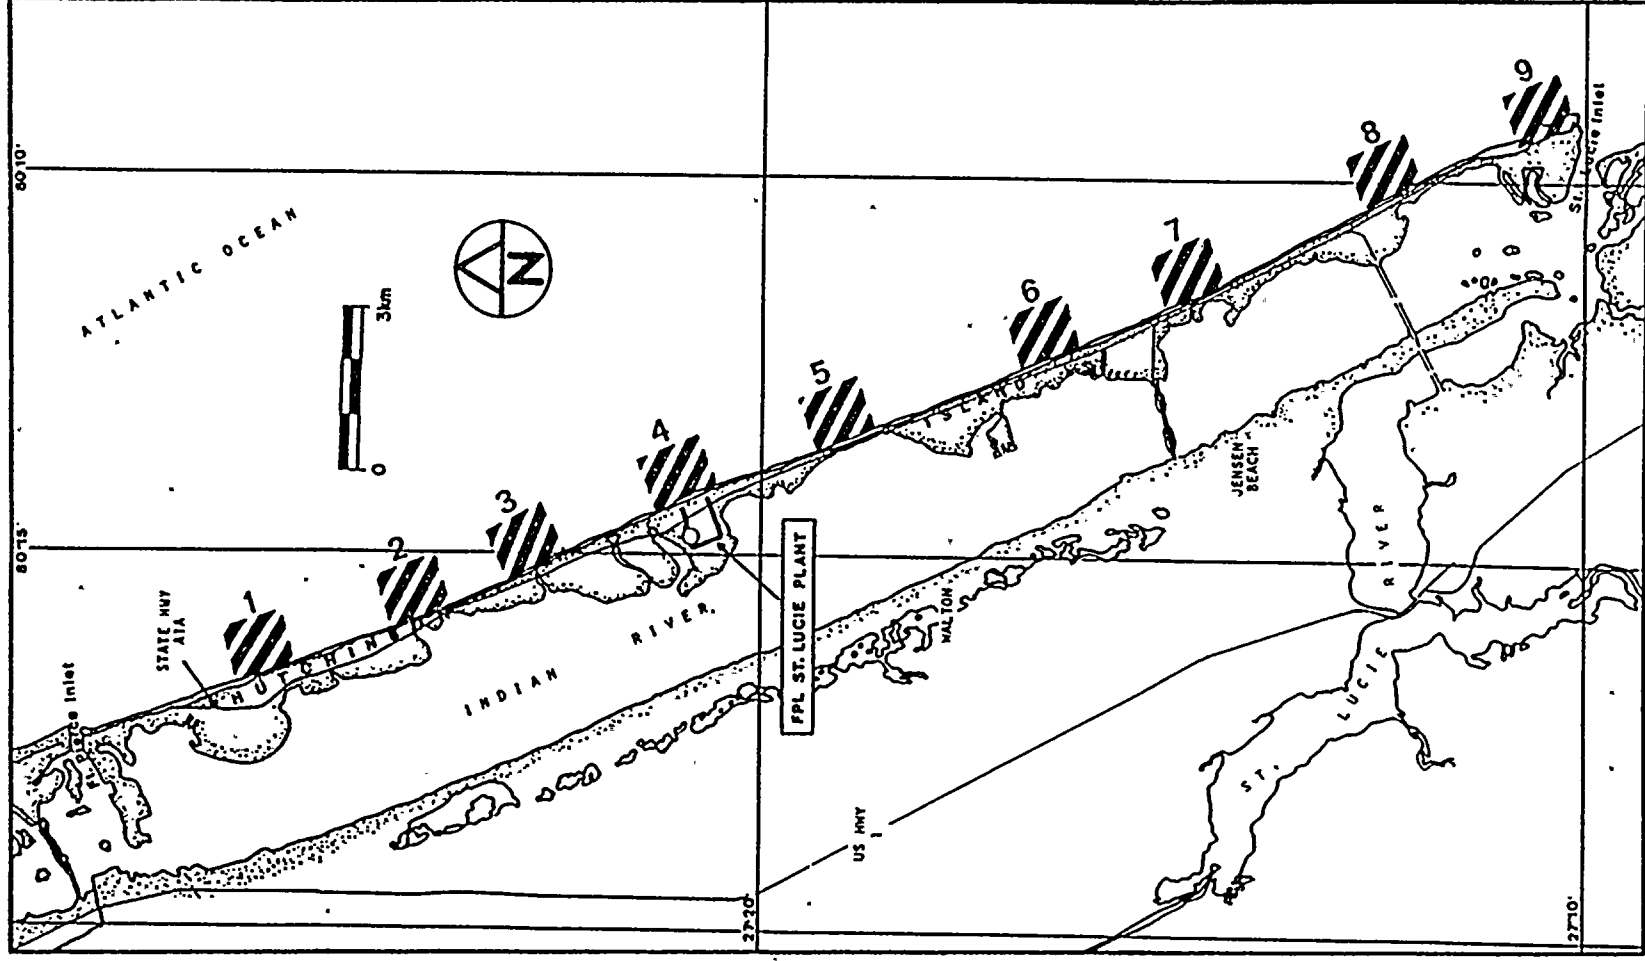 80°10'
ATLANTIC OCEAN
80°15'
0
3km
N
1
2
3
4
5
6
7
8
9
STATE HWY
A1A
HUTCHINSON
ISLAND
INDIAN RIVER
FPL ST. LUCIE PLANT
WALTON
JENSEN
BEACH
US HWY
1
ST. LUCIE RIVER
St. Lucie Inlet
Inlet
27°20'
27°10'